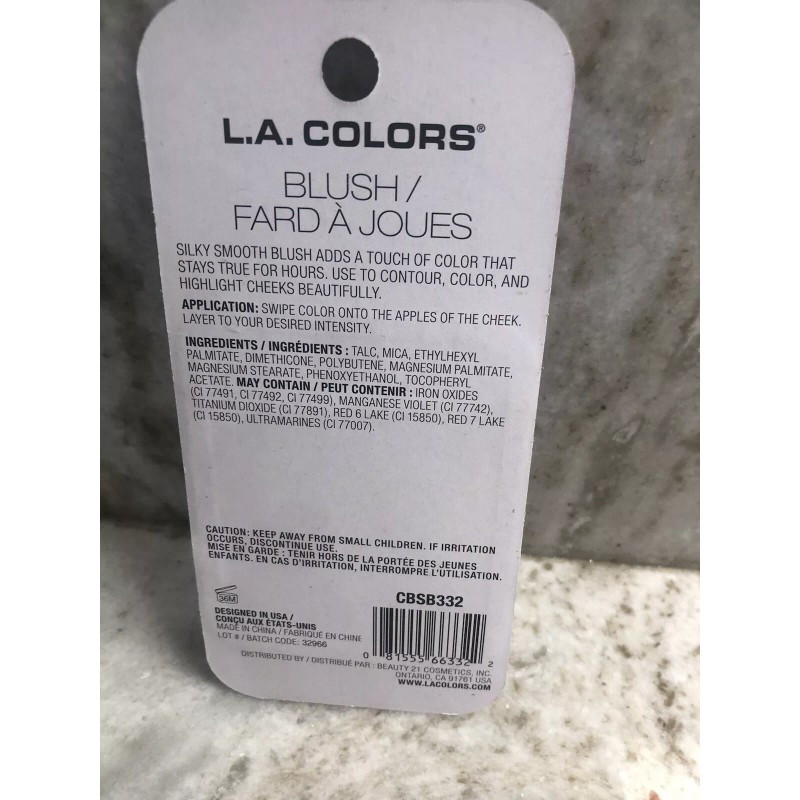 L.A. COLORS®
BLUSH /
FARD À JOUES
SILKY SMOOTH BLUSH ADDS A TOUCH OF COLOR THAT
STAYS TRUE FOR HOURS. USE TO CONTOUR, COLOR, AND
HIGHLIGHT CHEEKS BEAUTIFULLY.
APPLICATION: SWIPE COLOR ONTO THE APPLES OF THE CHEEK.
LAYER TO YOUR DESIRED INTENSITY.
INGREDIENTS / INGRÉDIENTS : TALC, MICA, ETHYLHEXYL
PALMITATE, DIMETHICONE, POLYBUTENE, MAGNESIUM PALMITATE,
MAGNESIUM STEARATE, PHENOXYETHANOL, TOCOPHERYL
ACETATE. MAY CONTAIN / PEUT CONTENIR : IRON OXIDES
(CI 77491, CI 77492, CI 77499), MANGANESE VIOLET (CI 77742),
TITANIUM DIOXIDE (CI 77891), RED 6 LAKE (CI 15850), RED 7 LAKE
(CI 15850), ULTRAMARINES (CI 77007).
CAUTION: KEEP AWAY FROM SMALL CHILDREN. IF IRRITATION
OCCURS, DISCONTINUE USE.
MISE EN GARDE : TENIR HORS DE LA PORTÉE DES JEUNES
ENFANTS. EN CAS D'IRRITATION, INTERROMPRE L'UTILISATION.
36M
CBSB332
DESIGNED IN USA /
CONÇU AUX ÉTATS-UNIS
MADE IN CHINA / FABRIQUÉ EN CHINE
LOT # / BATCH CODE: 32966
0 81555 66332 2
DISTRIBUTED BY / DISTRIBUÉ PAR : BEAUTY 21 COSMETICS, INC.
ONTARIO, CA 91761 USA
WWW.LACOLORS.COM